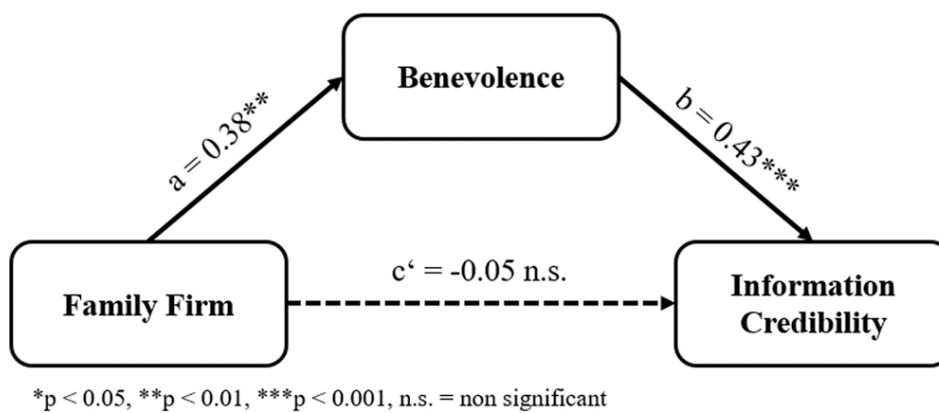 Benevolence
a = 0.38**
b = 0.43***
Family Firm
c‘ = -0.05 n.s.
Information
Credibility
*p < 0.05, **p < 0.01, ***p < 0.001, n.s. = non significant